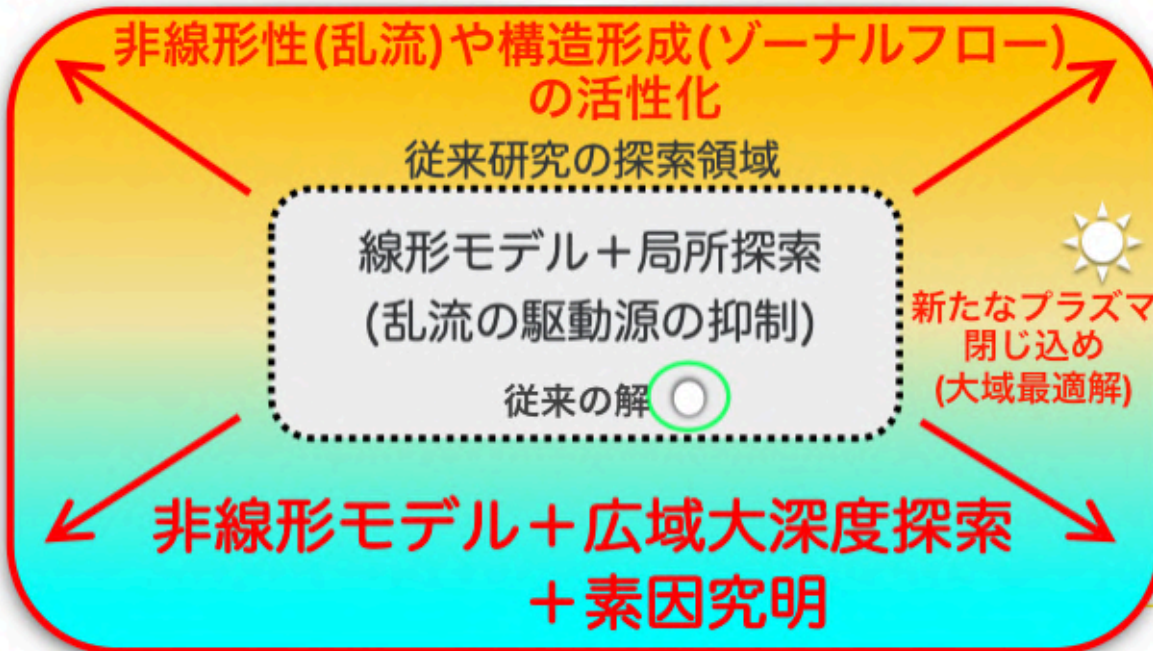 非線形性(乱流)や構造形成(ゾーナルフロー)
の活性化
従来研究の探索領域
線形モデル＋局所探索
(乱流の駆動源の抑制)
従来の解
新たなプラズマ
閉じ込め
(大域最適解)
非線形モデル＋広域大深度探索
＋素因究明